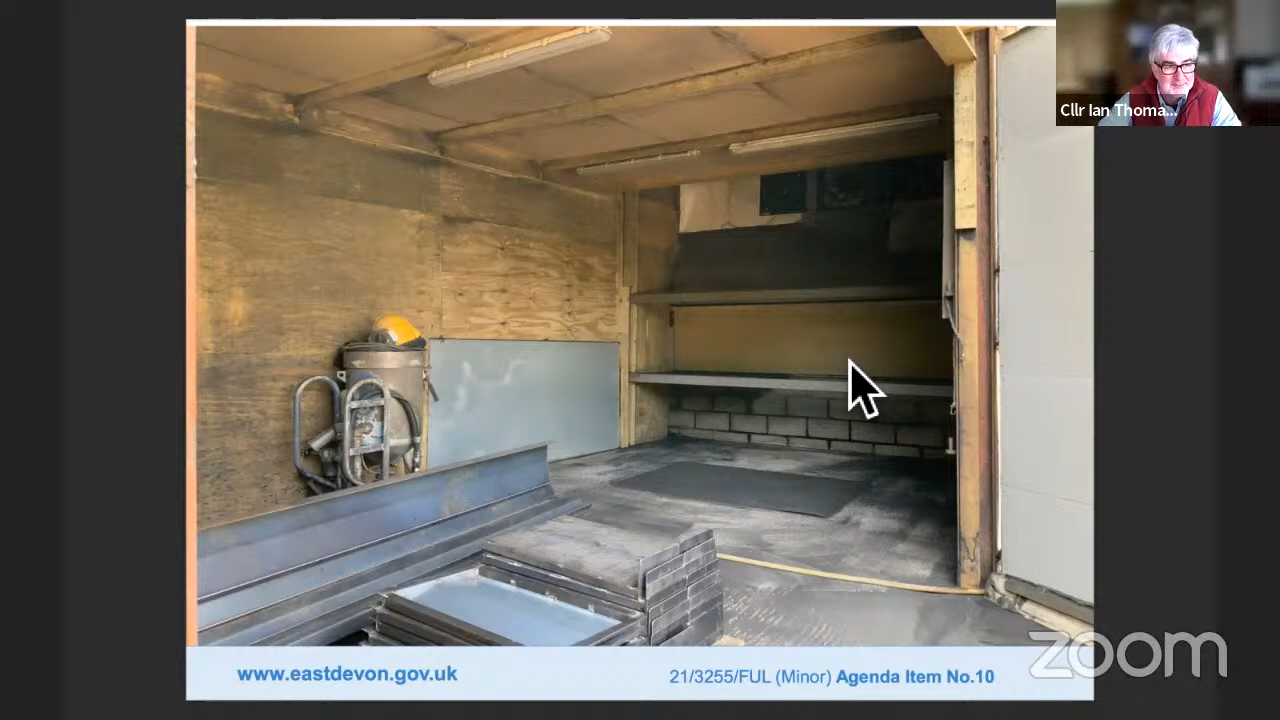 Cllr Ian Thoma...
www.eastdevon.gov.uk
21/3255/FUL (Minor) Agenda Item No.10
zoom